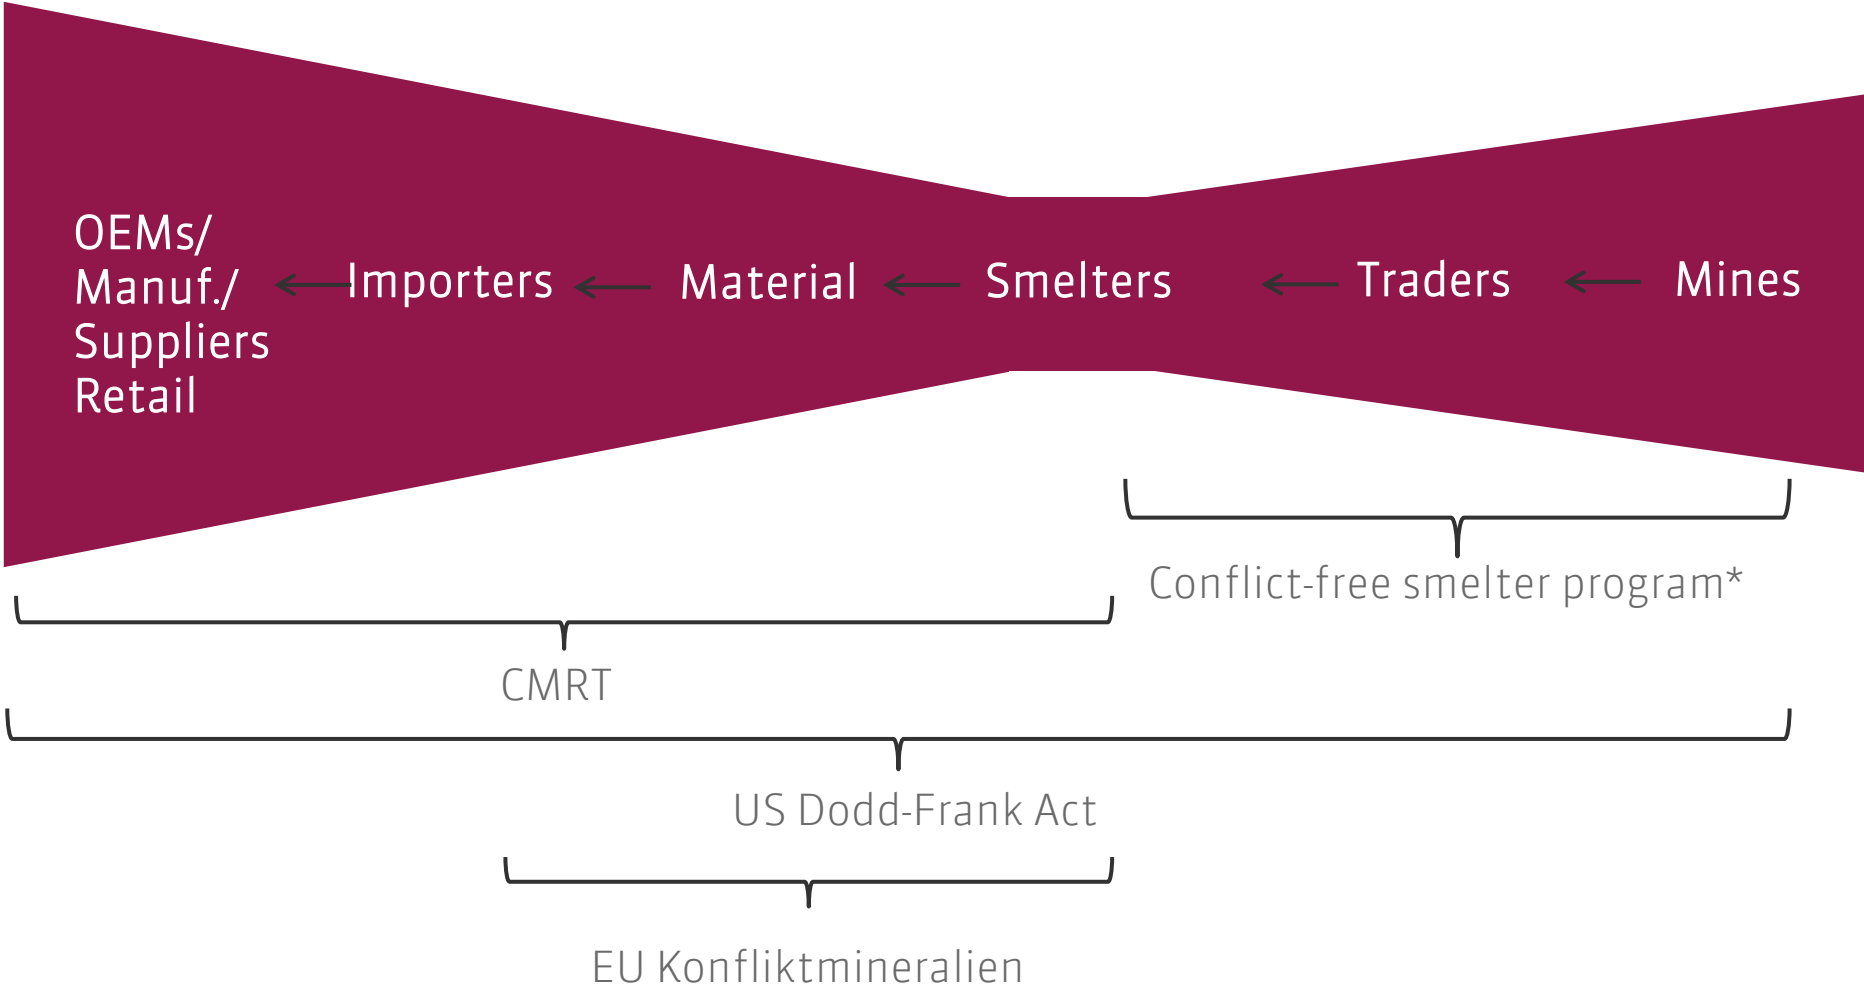 OEMs/
Manuf./
Suppliers
Retail
Importers
Material
Smelters
Traders
Mines
Conflict-free smelter program*
CMRT
US Dodd-Frank Act
EU Konfliktmineralien